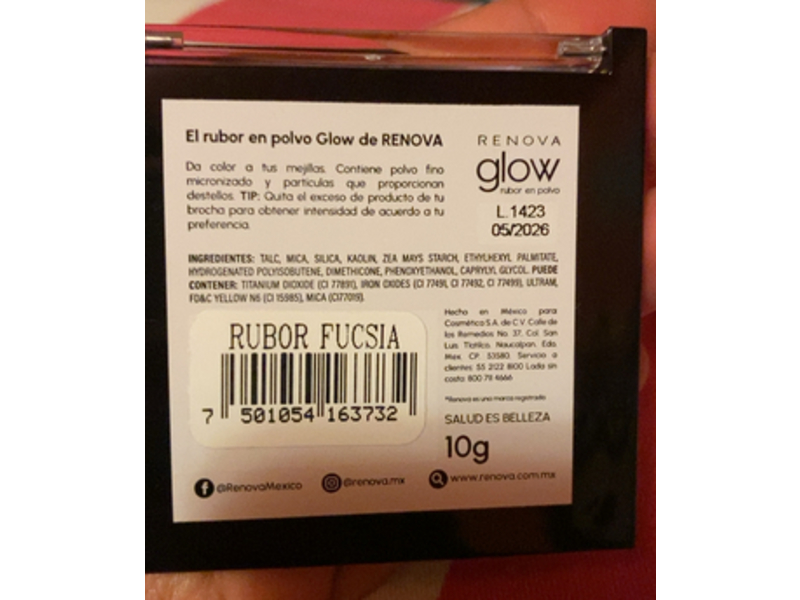 El rubor en polvo Glow de RENOVA
Da color a tus mejillas. Contiene polvo fino
micronizado y partículas que proporcionan
destellos. TIP: Quita el exceso de producto de tu
brocha para obtener intensidad de acuerdo a tu
preferencia.
RENOVA
glow
rubor en polvo
L.1423
05/2026
INGREDIENTES: TALC, MICA, SILICA, KAOLIN, ZEA MAYS STARCH, ETHYLHEXYL PALMITATE,
HYDROGENATED POLYISOBUTENE, DIMETHICONE, PHENOXYETHANOL, CAPRYLYL GLYCOL. PUEDE
CONTENER: TITANIUM DIOXIDE (CI 77891), IRON OXIDES (CI 77491, CI 77492, CI 77499), ULTRAM,
FD&C YELLOW N6 (CI 15985), MICA (CI77019).
RUBOR FUCSIA
7 501054 163732
Hecho en México para
Cosmética S.A. de C.V. Calle de
los Remedios No. 37, Col. San
Luis Tlatilco, Naucalpan, Edo.
Mex. C.P. 53580. Servicio a
clientes: 55 2122 8100 Lada sin
costo: 800 711 4666
*Renova es una marca registrada
SALUD ES BELLEZA
10g
@RenovaMexico
@renova.mx
www.renova.com.mx